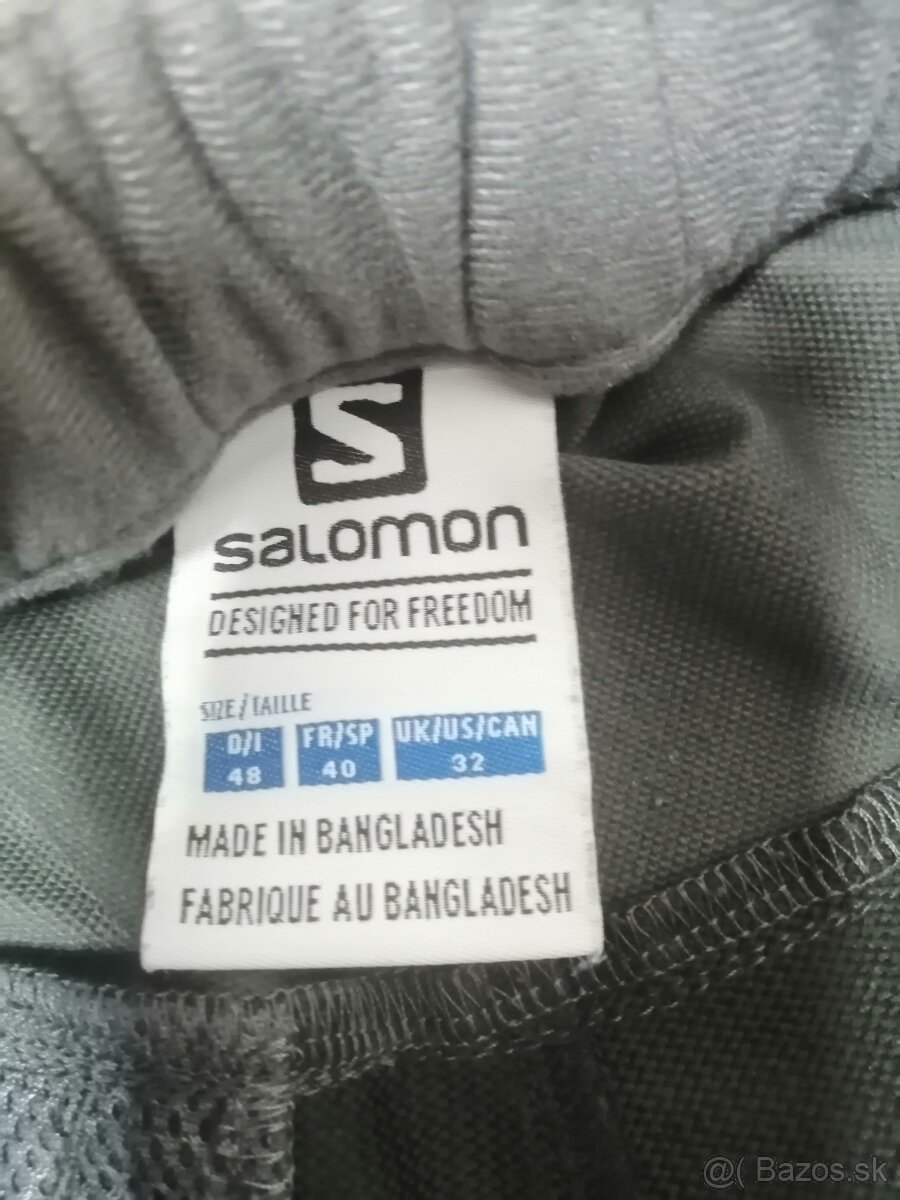 S
SALOMON
DESIGNED FOR FREEDOM
SIZE/TAILLE
D/I FR/SP UK/US/CAN
48 40 32
MADE IN BANGLADESH
FABRIQUE AU BANGLADESH
@( Bazos.sk